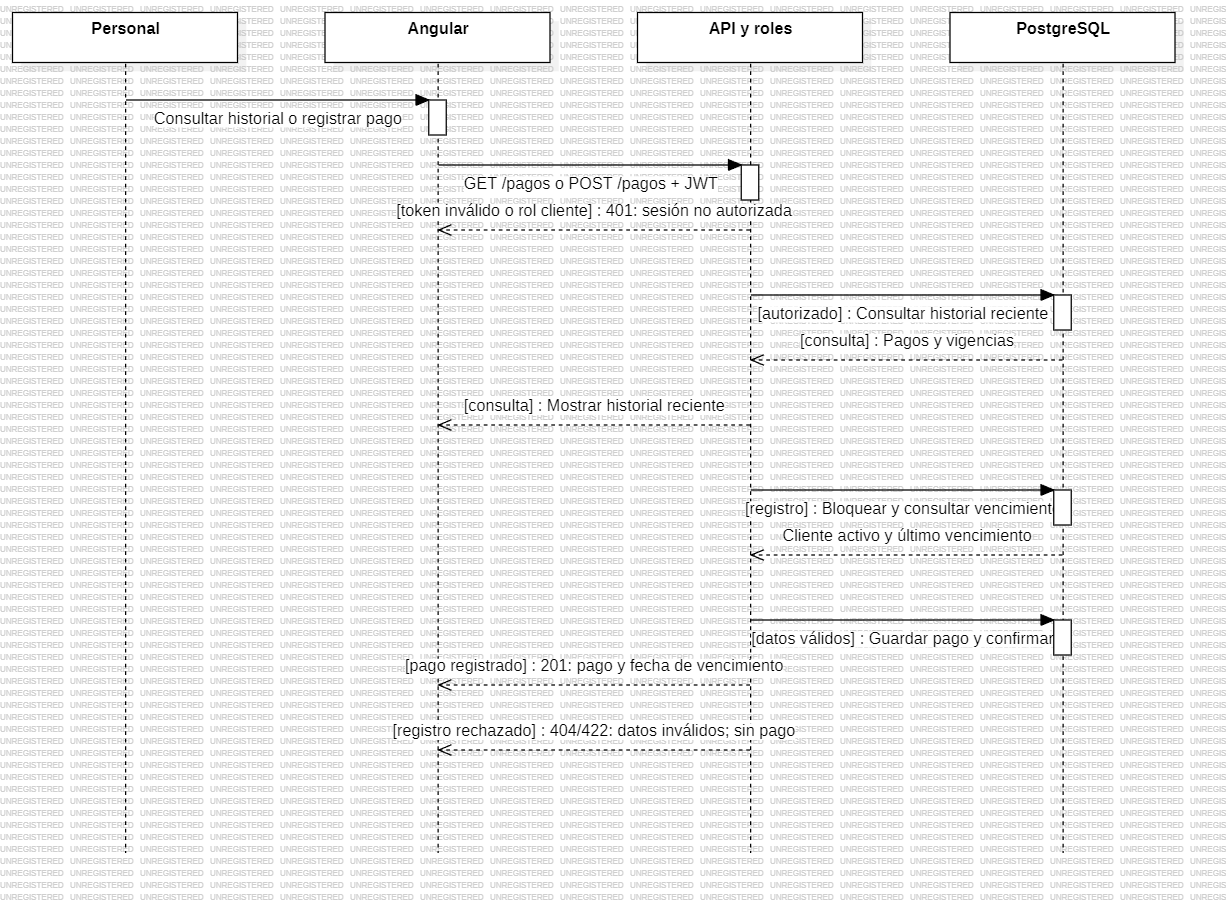 Personal
Angular
API y roles
PostgreSQL
Consultar historial o registrar pago
GET /pagos o POST /pagos + JWT
[token inválido o rol cliente] : 401: sesión no autorizada
[autorizado] : Consultar historial reciente
[consulta] : Pagos y vigencias
[consulta] : Mostrar historial reciente
[registro] : Bloquear y consultar vencimient
Cliente activo y último vencimiento
[datos válidos] : Guardar pago y confirmar
[pago registrado] : 201: pago y fecha de vencimiento
[registro rechazado] : 404/422: datos inválidos; sin pago
UNREGISTERED